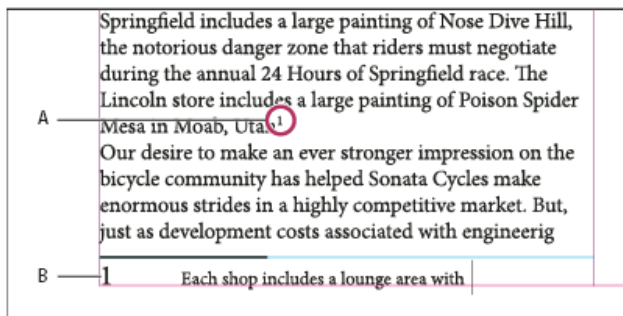 Springfield includes a large painting of Nose Dive Hill,
the notorious danger zone that riders must negotiate
during the annual 24 Hours of Springfield race. The
Lincoln store includes a large painting of Poison Spider
A
Mesa in Moab, Utah¹
Our desire to make an ever stronger impression on the
bicycle community has helped Sonata Cycles make
enormous strides in a highly competitive market. But,
just as development costs associated with engineerig
B 1 Each shop includes a lounge area with